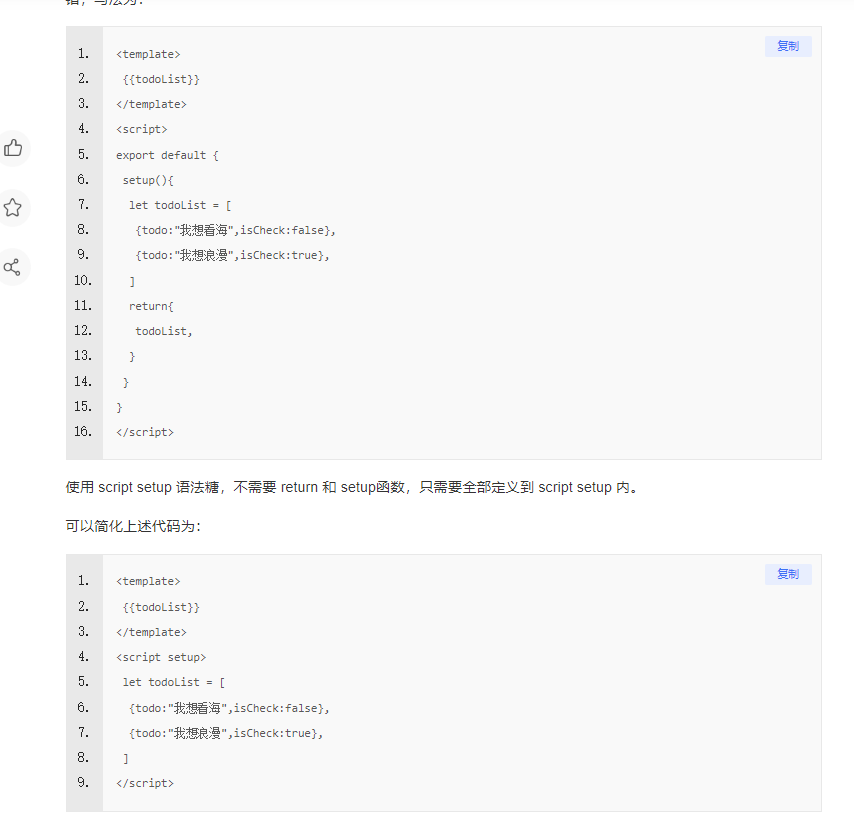 错，写法为：
复制
1. <template>
2. {{todoList}}
3. </template>
4. <script>
5. export default {
6. setup(){
7. let todoList = [
8. {todo:"我想看海",isCheck:false},
9. {todo:"我想浪漫",isCheck:true},
10. ]
11. return{
12. todoList,
13. }
14. }
15. }
16. </script>
使用 script setup 语法糖，不需要 return 和 setup函数，只需要全部定义到 script setup 内。
可以简化上述代码为：
复制
1. <template>
2. {{todoList}}
3. </template>
4. <script setup>
5. let todoList = [
6. {todo:"我想看海",isCheck:false},
7. {todo:"我想浪漫",isCheck:true},
8. ]
9. </script>